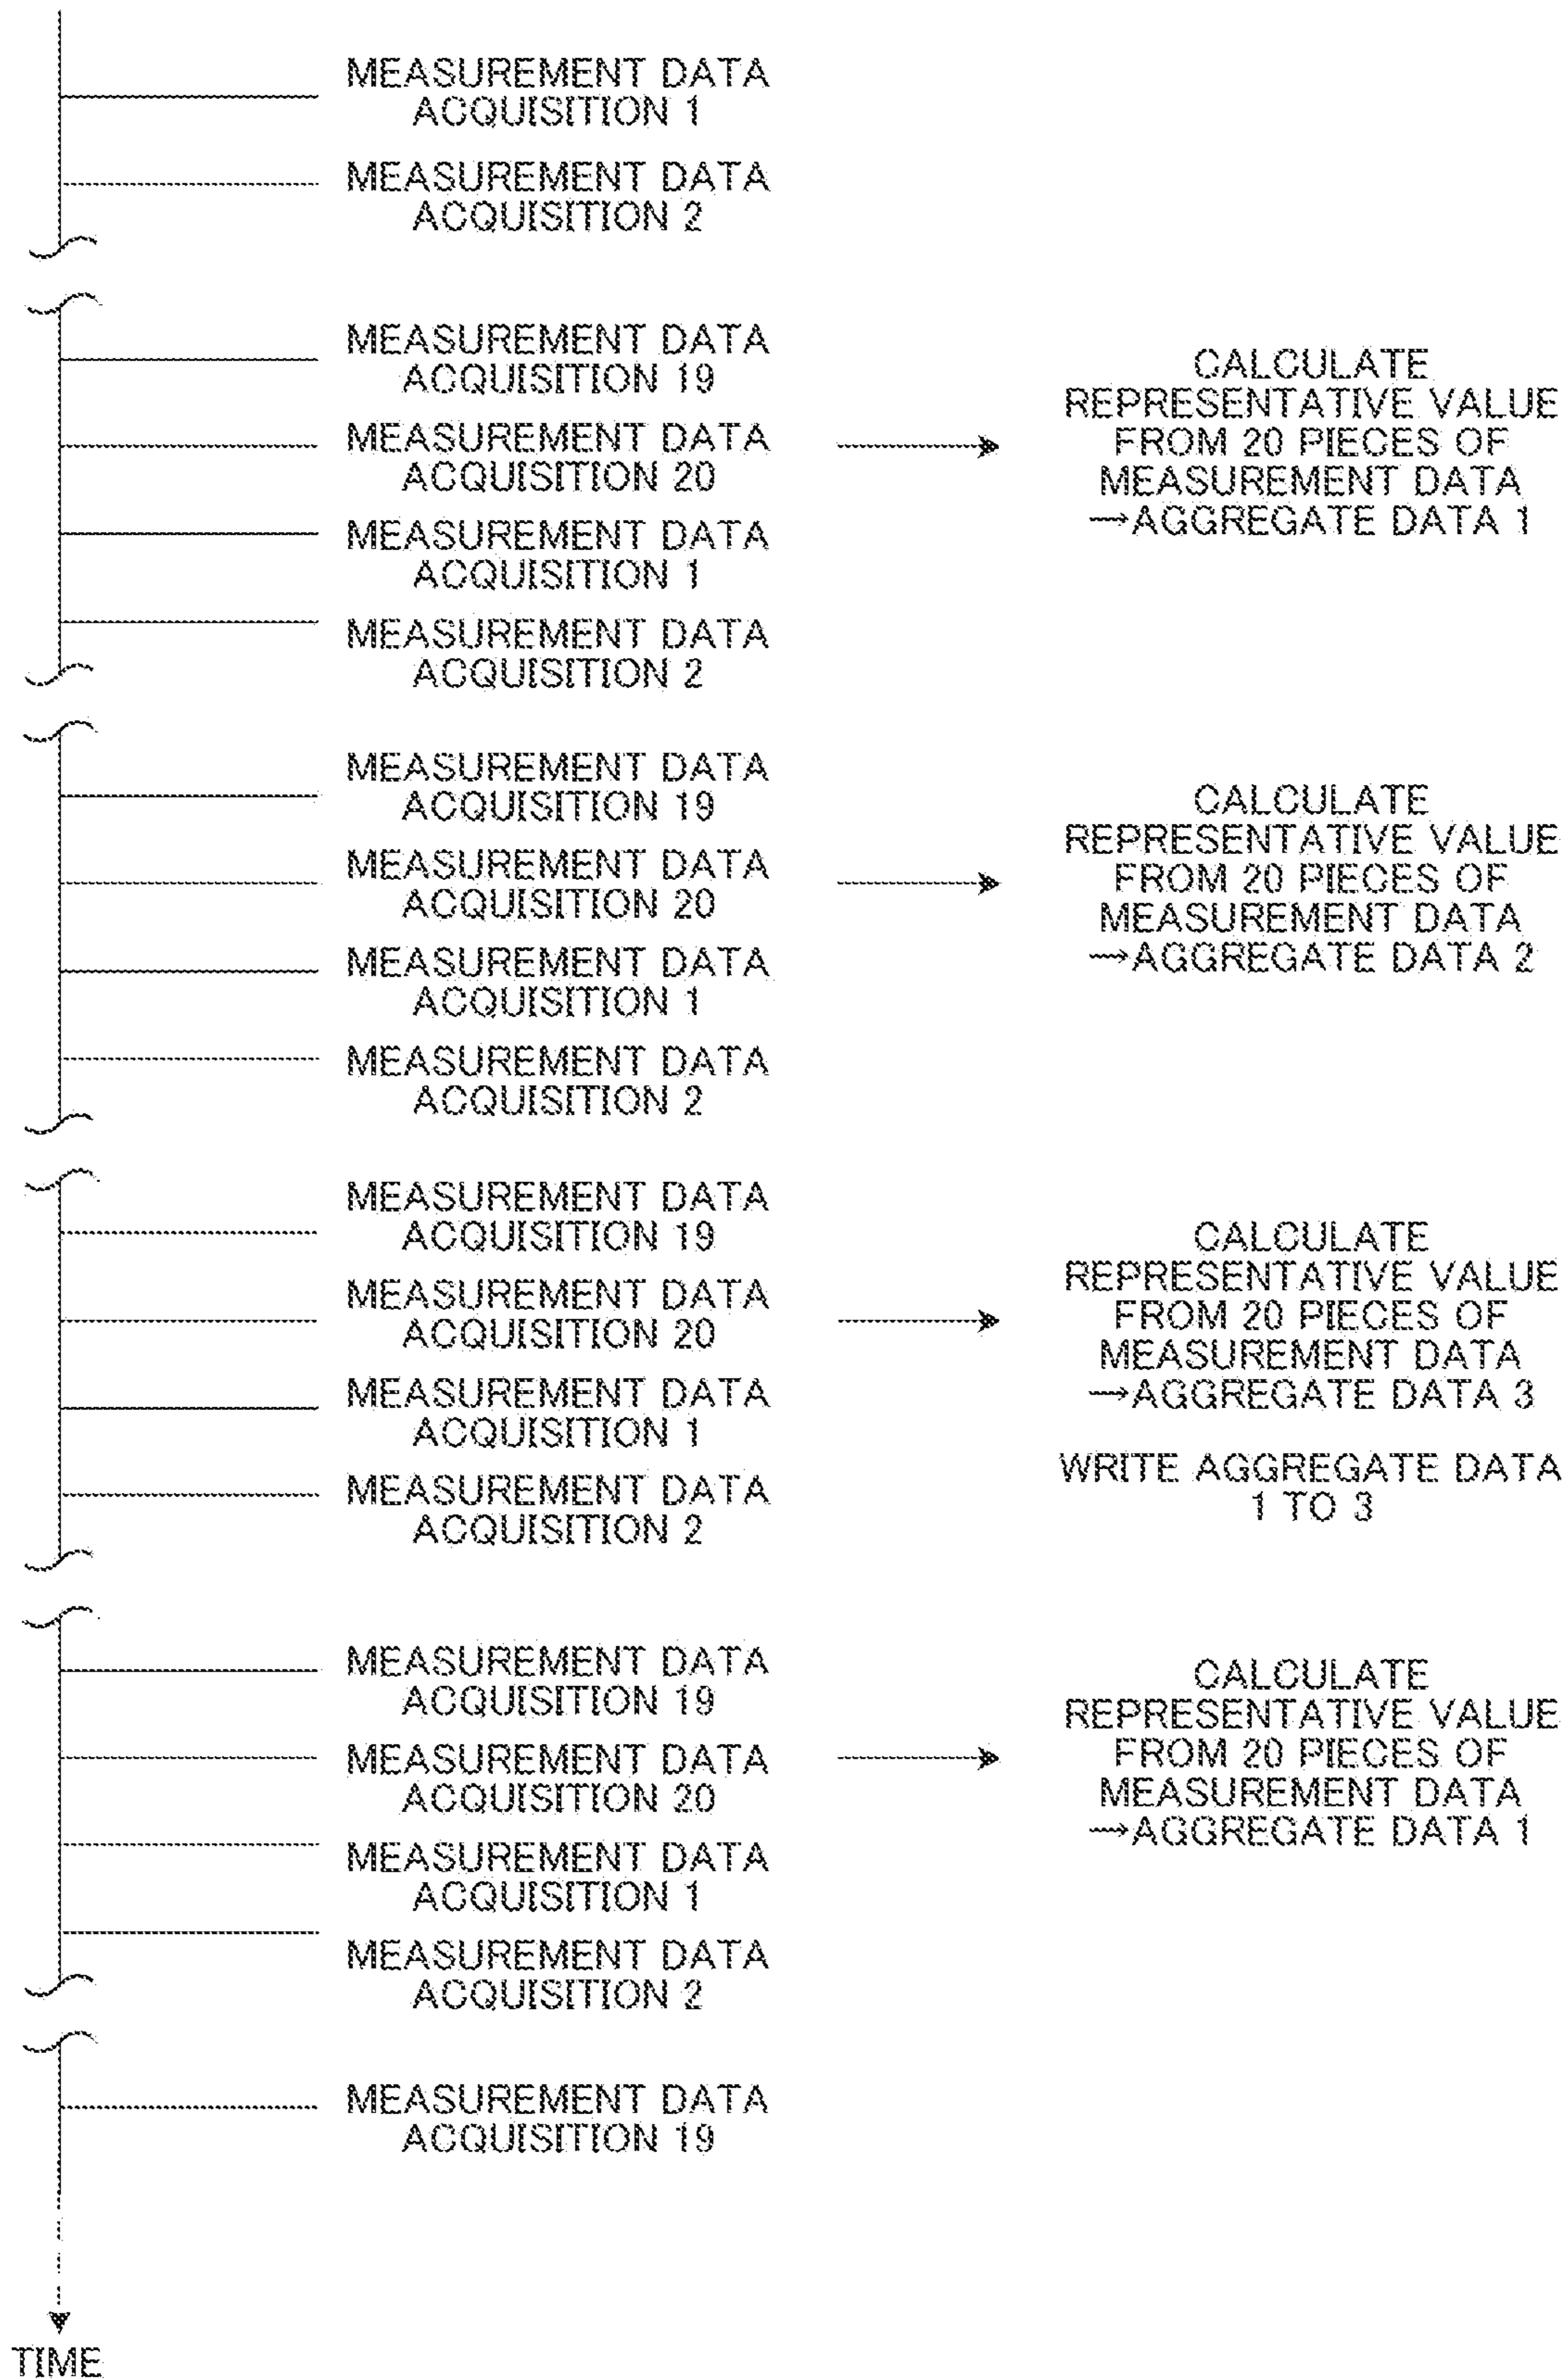 MEASUREMENT DATA
ACQUISITION 1
MEASUREMENT DATA
ACQUISITION 2
MEASUREMENT DATA
ACQUISITION 19
MEASUREMENT DATA
ACQUISITION 20
CALCULATE
REPRESENTATIVE VALUE
FROM 20 PIECES OF
MEASUREMENT DATA
→AGGREGATE DATA 1
MEASUREMENT DATA
ACQUISITION 1
MEASUREMENT DATA
ACQUISITION 2
MEASUREMENT DATA
ACQUISITION 19
MEASUREMENT DATA
ACQUISITION 20
CALCULATE
REPRESENTATIVE VALUE
FROM 20 PIECES OF
MEASUREMENT DATA
→AGGREGATE DATA 2
MEASUREMENT DATA
ACQUISITION 1
MEASUREMENT DATA
ACQUISITION 2
MEASUREMENT DATA
ACQUISITION 19
MEASUREMENT DATA
ACQUISITION 20
CALCULATE
REPRESENTATIVE VALUE
FROM 20 PIECES OF
MEASUREMENT DATA
→AGGREGATE DATA 3
WRITE AGGREGATE DATA
1 TO 3
MEASUREMENT DATA
ACQUISITION 1
MEASUREMENT DATA
ACQUISITION 2
MEASUREMENT DATA
ACQUISITION 19
MEASUREMENT DATA
ACQUISITION 20
CALCULATE
REPRESENTATIVE VALUE
FROM 20 PIECES OF
MEASUREMENT DATA
→AGGREGATE DATA 1
MEASUREMENT DATA
ACQUISITION 1
MEASUREMENT DATA
ACQUISITION 2
MEASUREMENT DATA
ACQUISITION 19
TIME